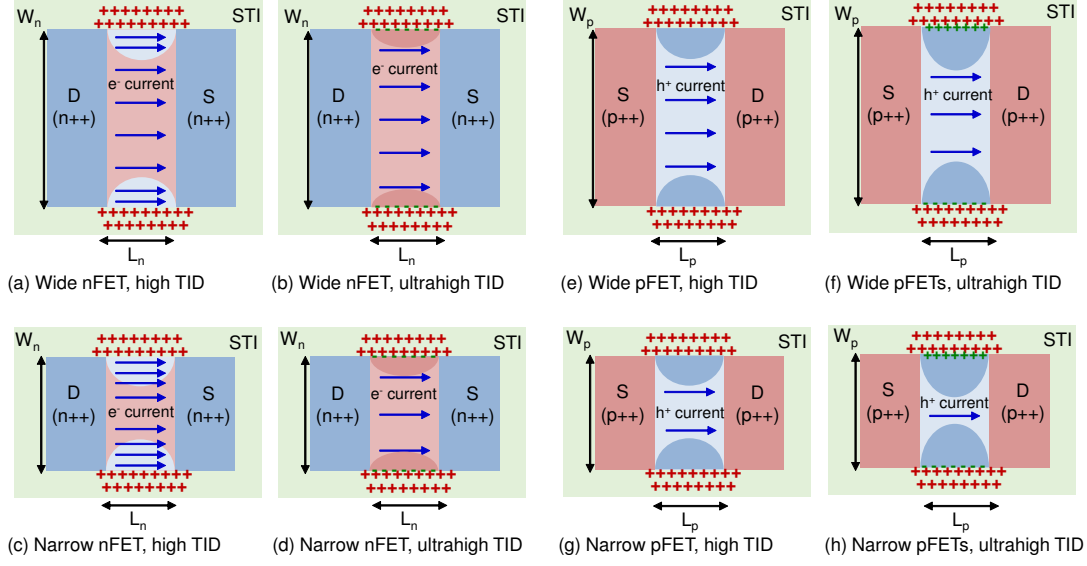 Wₙ
STI
D
(n++)
e⁻ current
S
(n++)
Lₙ
(a) Wide nFET, high TID
Wₙ
STI
D
(n++)
e⁻ current
S
(n++)
Lₙ
(b) Wide nFET, ultrahigh TID
Wₚ
STI
S
(p++)
h⁺ current
D
(p++)
Lₚ
(e) Wide pFET, high TID
Wₚ
STI
S
(p++)
h⁺ current
D
(p++)
Lₚ
(f) Wide pFETs, ultrahigh TID
Wₙ
STI
D
(n++)
e⁻ current
S
(n++)
Lₙ
(c) Narrow nFET, high TID
Wₙ
STI
D
(n++)
e⁻ current
S
(n++)
Lₙ
(d) Narrow nFET, ultrahigh TID
Wₚ
STI
S
(p++)
h⁺ current
D
(p++)
Lₚ
(g) Narrow pFET, high TID
Wₚ
STI
S
(p++)
h⁺ current
D
(p++)
Lₚ
(h) Narrow pFETs, ultrahigh TID